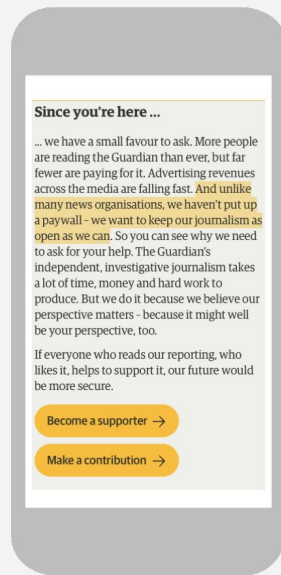 Since you're here ...
... we have a small favour to ask. More people
are reading the Guardian than ever, but far
fewer are paying for it. Advertising revenues
across the media are falling fast. And unlike
many news organisations, we haven't put up
a paywall - we want to keep our journalism as
open as we can. So you can see why we need
to ask for your help. The Guardian's
independent, investigative journalism takes
a lot of time, money and hard work to
produce. But we do it because we believe our
perspective matters - because it might well
be your perspective, too.
If everyone who reads our reporting, who
likes it, helps to support it, our future would
be more secure.
Become a supporter →
Make a contribution →